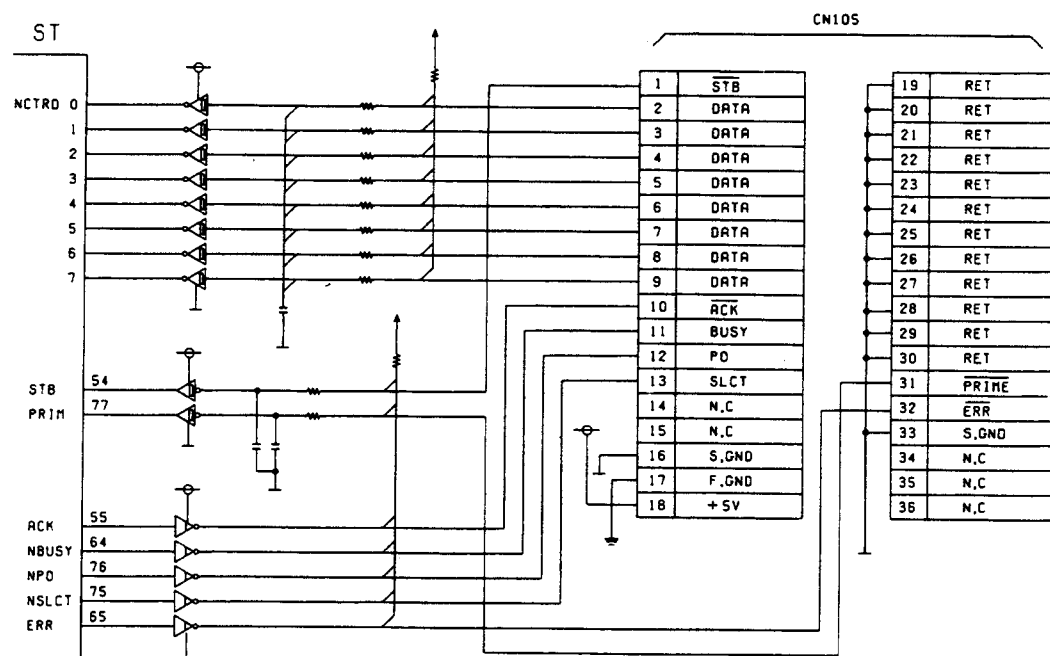 CN105
ST
NCTRD 0
1
2
3
4
5
6
7
STB 54
PRIM 77
ACK 55
NBUSY 64
NPO 76
NSLCT 75
ERR 65
1 STB
2 DATA
3 DATA
4 DATA
5 DATA
6 DATA
7 DATA
8 DATA
9 DATA
10 ACK
11 BUSY
12 PO
13 SLCT
14 N.C
15 N.C
16 S.GND
17 F.GND
18 +5V
19 RET
20 RET
21 RET
22 RET
23 RET
24 RET
25 RET
26 RET
27 RET
28 RET
29 RET
30 RET
31 PRIME
32 ERR
33 S.GND
34 N.C
35 N.C
36 N.C